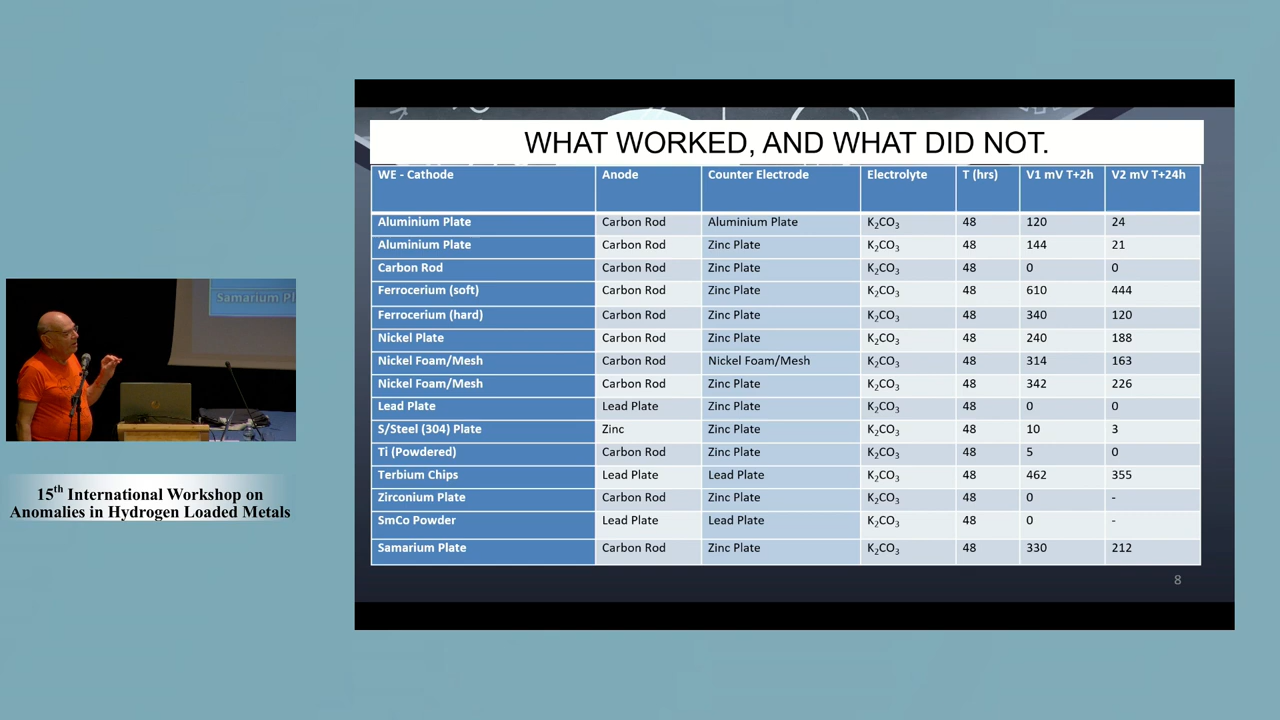 WHAT WORKED, AND WHAT DID NOT.
WE - Cathode Anode Counter Electrode Electrolyte T (hrs) V1 mV T+2h V2 mV T+24h
Aluminium Plate Carbon Rod Aluminium Plate K₂CO₃ 48 120 24
Aluminium Plate Carbon Rod Zinc Plate K₂CO₃ 48 144 21
Carbon Rod Carbon Rod Zinc Plate K₂CO₃ 48 0 0
Ferrocerium (soft) Carbon Rod Zinc Plate K₂CO₃ 48 610 444
Ferrocerium (hard) Carbon Rod Zinc Plate K₂CO₃ 48 340 120
Nickel Plate Carbon Rod Zinc Plate K₂CO₃ 48 240 188
Nickel Foam/Mesh Carbon Rod Nickel Foam/Mesh K₂CO₃ 48 314 163
Nickel Foam/Mesh Carbon Rod Zinc Plate K₂CO₃ 48 342 226
Lead Plate Lead Plate Zinc Plate K₂CO₃ 48 0 0
S/Steel (304) Plate Zinc Zinc Plate K₂CO₃ 48 10 3
Ti (Powdered) Carbon Rod Zinc Plate K₂CO₃ 48 5 0
Terbium Chips Lead Plate Lead Plate K₂CO₃ 48 462 355
Zirconium Plate Carbon Rod Zinc Plate K₂CO₃ 48 0 -
SmCo Powder Lead Plate Lead Plate K₂CO₃ 48 0 -
Samarium Plate Carbon Rod Zinc Plate K₂CO₃ 48 330 212
8
Samarium Pl
15th International Workshop on
Anomalies in Hydrogen Loaded Metals